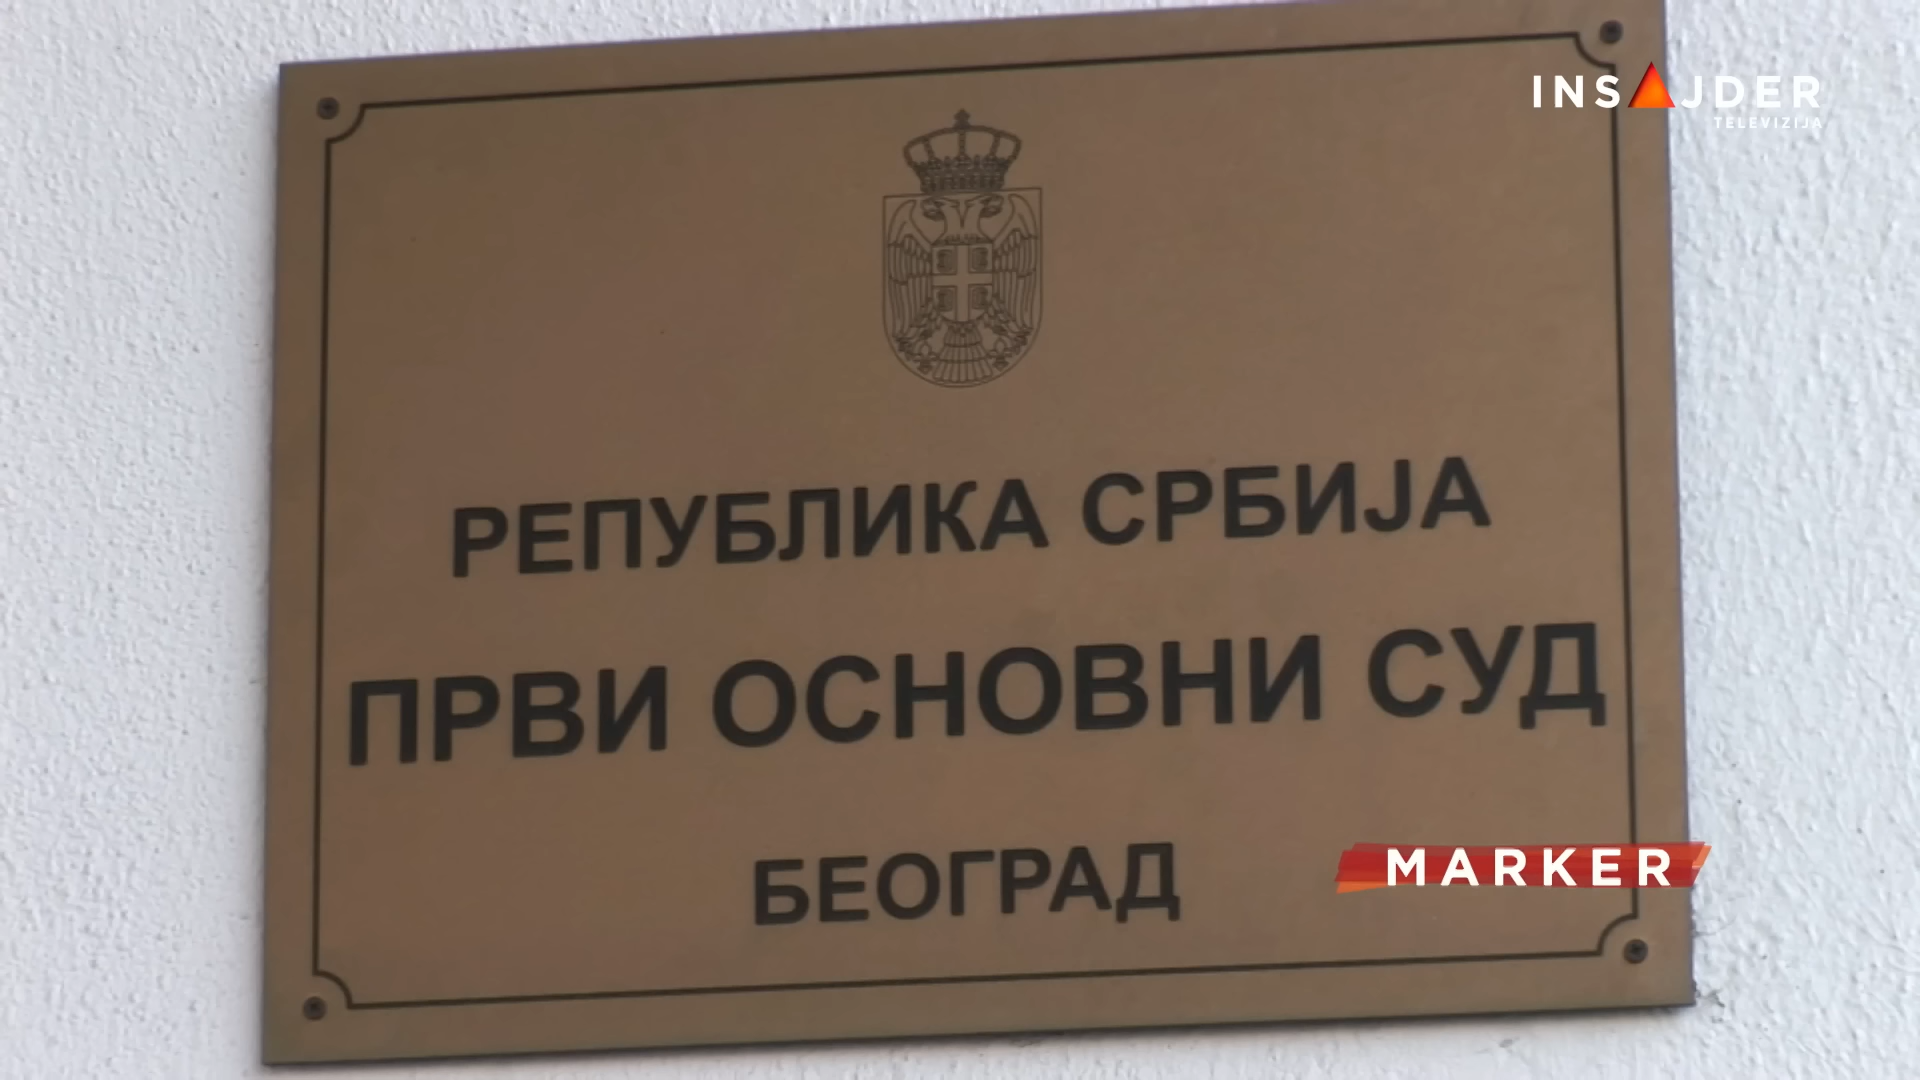 INSAJDER
TELEVIZIJA
РЕПУБЛИКА СРБИЈА
ПРВИ ОСНОВНИ СУД
БЕОГРАД
MARKER